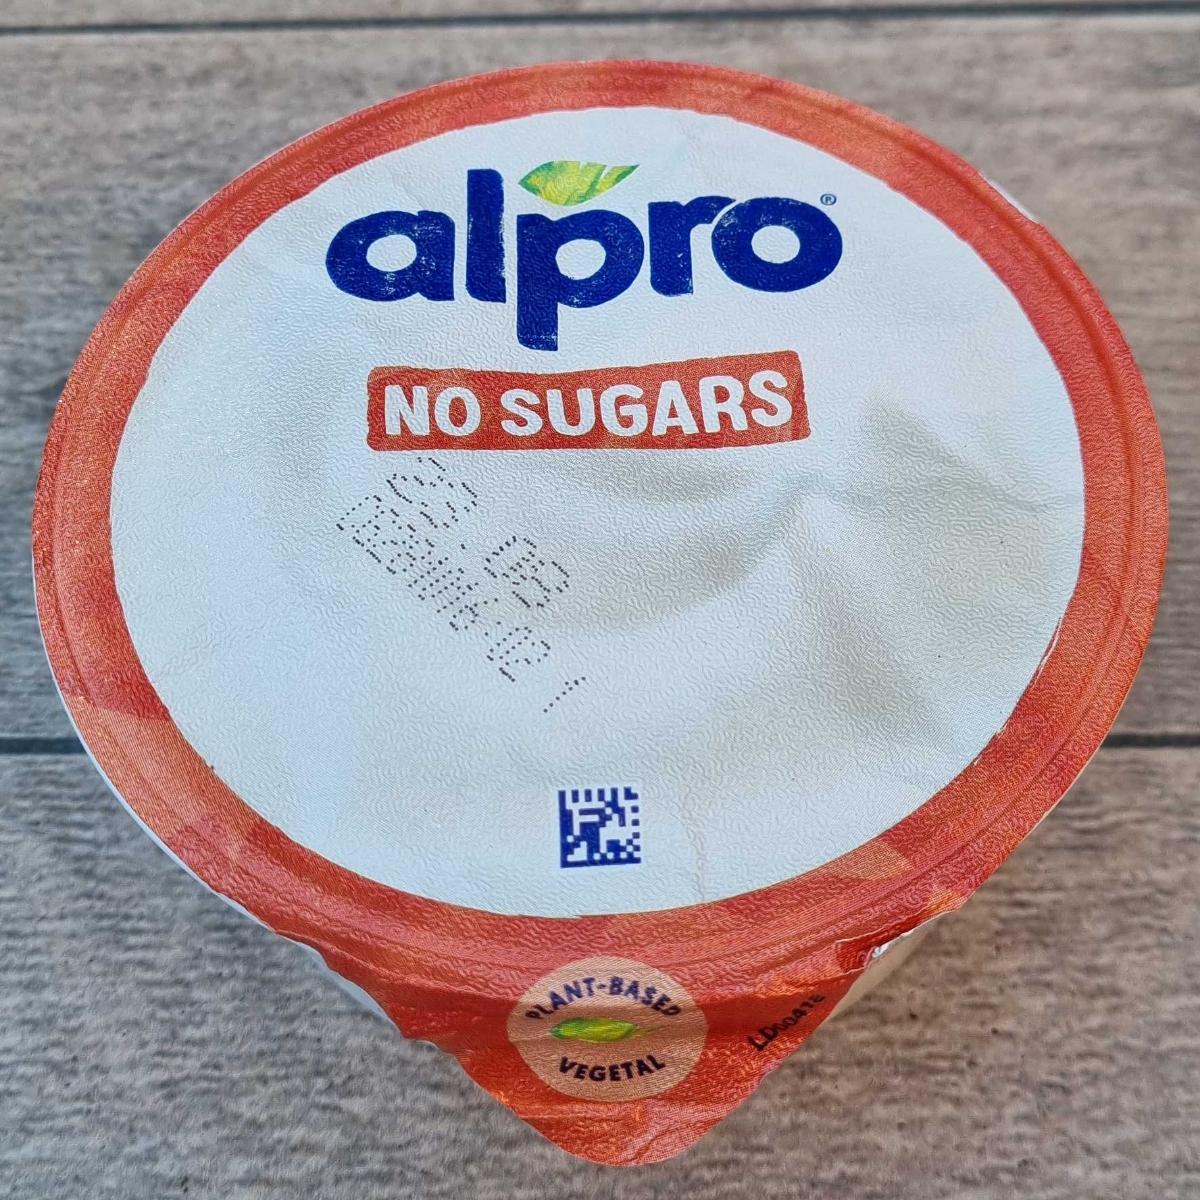 alpro®
NO SUGARS
PLANT-BASED
VEGETAL